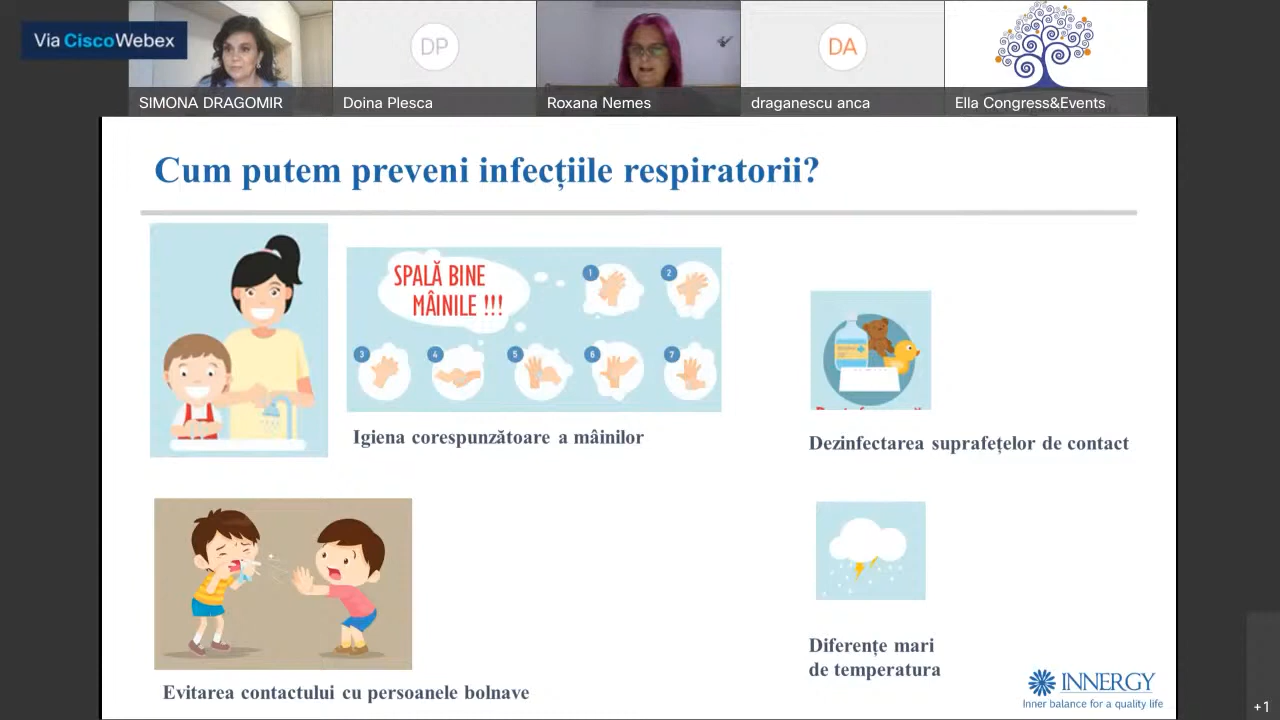 Via Cisco Webex
SIMONA DRAGOMIR
DP
Doina Plesca
Roxana Nemes
DA
draganescu anca
Ella Congress&Events
Cum putem preveni infecțiile respiratorii?
SPALĂ BINE
MÂINILE !!!
1
2
3
4
5
6
7
Igiena corespunzătoare a mâinilor
Dezinfectarea suprafețelor de contact
Evitarea contactului cu persoanele bolnave
Diferențe mari
de temperatura
INNERGY
Inner balance for a quality life
+1